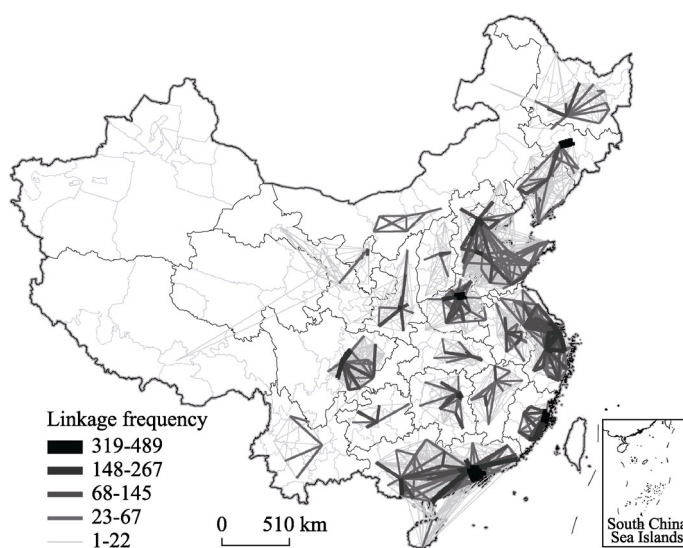 Linkage frequency
319-489
148-267
68-145
23-67
1-22
0 510 km
South China
Sea Islands